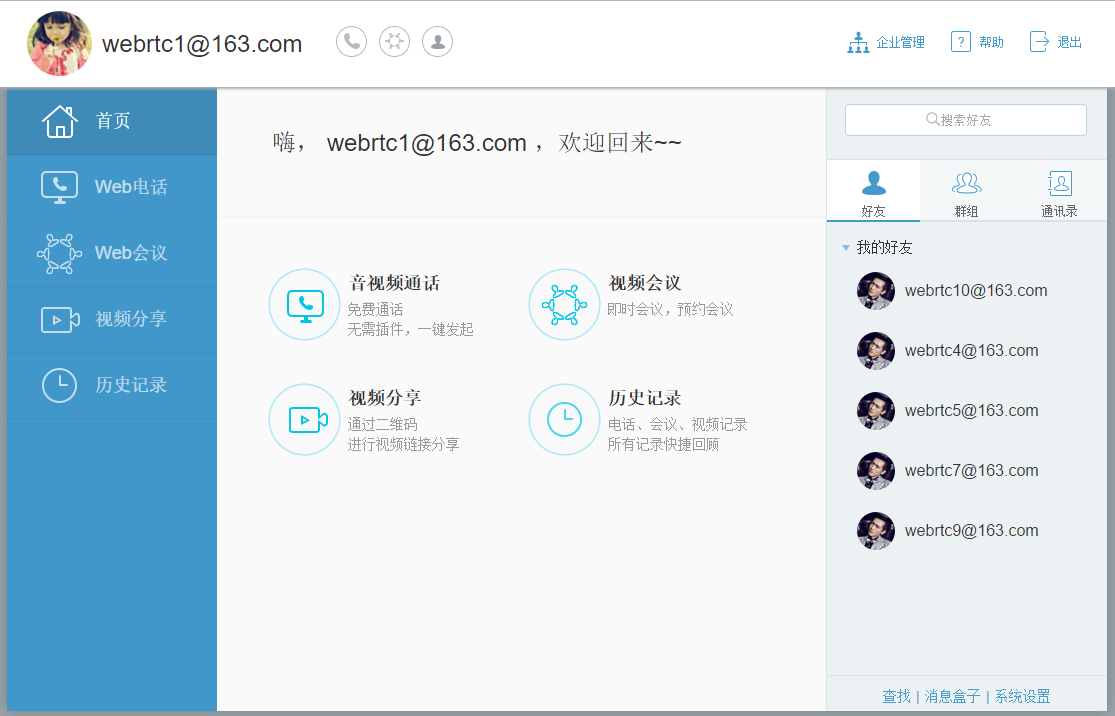 webrtc1@163.com
企业管理
帮助
退出
首页
Web电话
Web会议
视频分享
历史记录
嗨， webrtc1@163.com ，欢迎回来~~
音视频通话
免费通话
无需插件，一键发起
视频会议
即时会议，预约会议
视频分享
通过二维码
进行视频链接分享
历史记录
电话、会议、视频记录
所有记录快捷回顾
搜索好友
好友
群组
通讯录
我的好友
webrtc10@163.com
webrtc4@163.com
webrtc5@163.com
webrtc7@163.com
webrtc9@163.com
查找 | 消息盒子 | 系统设置